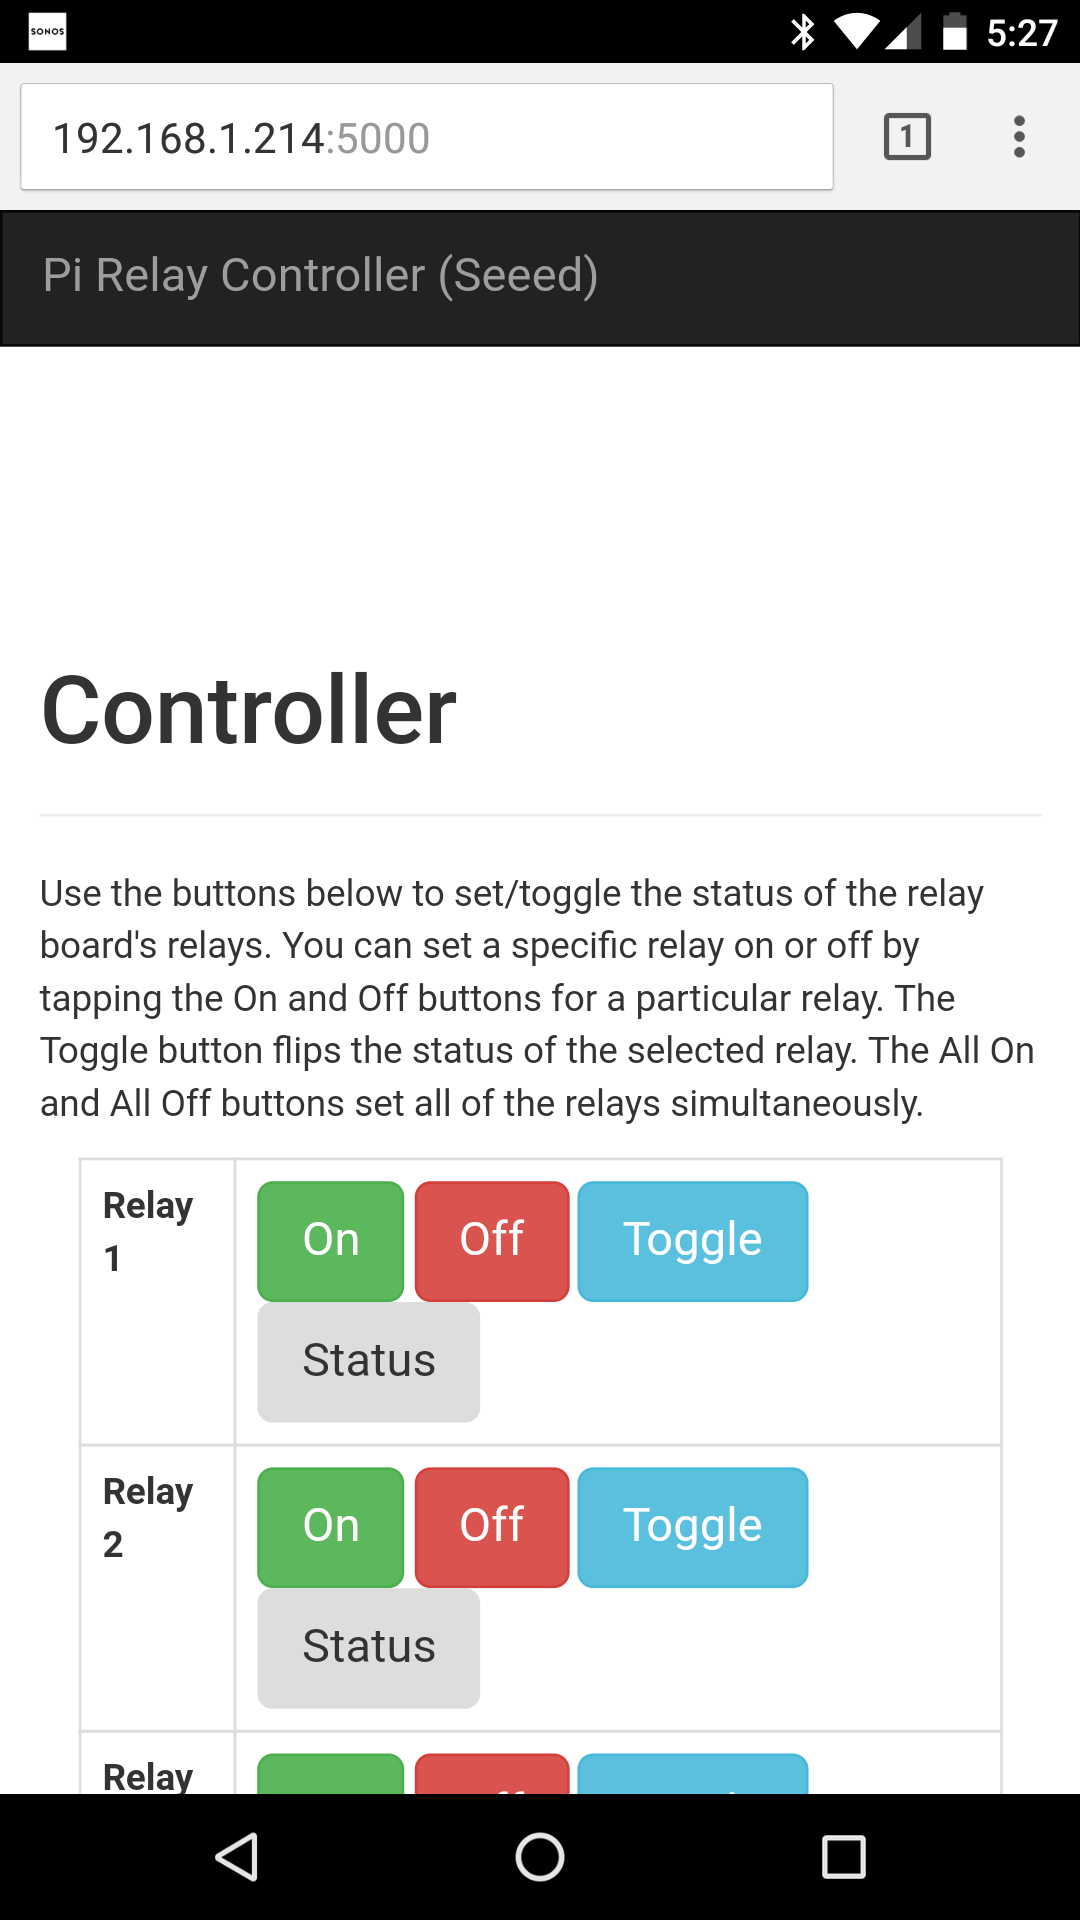 SONOS
5:27
192.168.1.214:5000
1
Pi Relay Controller (Seeed)
Controller
Use the buttons below to set/toggle the status of the relay
board's relays. You can set a specific relay on or off by
tapping the On and Off buttons for a particular relay. The
Toggle button flips the status of the selected relay. The All On
and All Off buttons set all of the relays simultaneously.
Relay
1
On Off Toggle
Status
Relay
2
On Off Toggle
Status
Relay